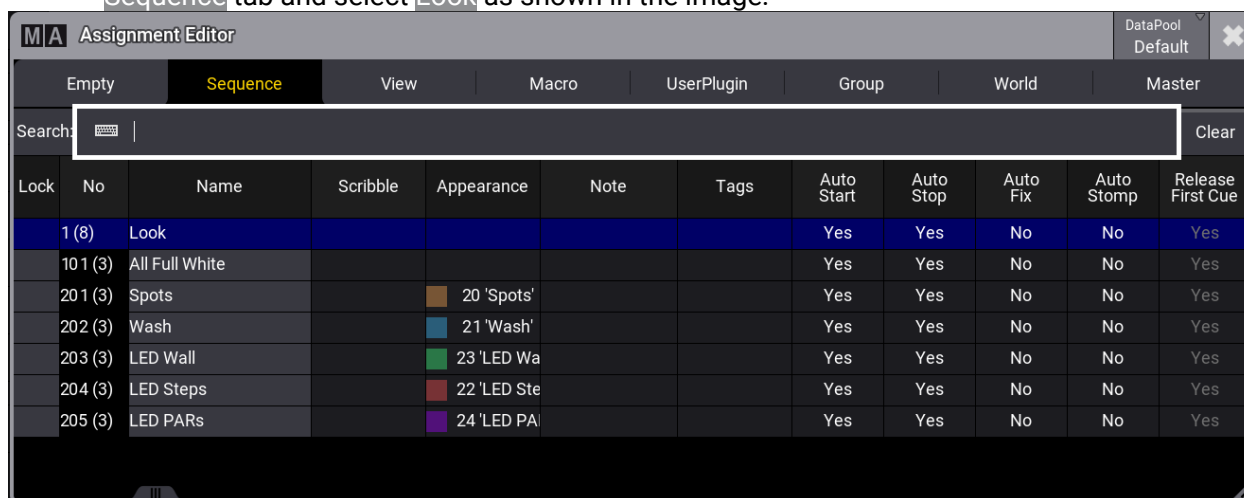 Sequence tab and select Look as shown in the image.
MA Assignment Editor
DataPool
Default
Empty Sequence View Macro UserPlugin Group World Master
Search: Clear
Lock No Name Scribble Appearance Note Tags Auto Start Auto Stop Auto Fix Auto Stomp Release First Cue
1 (8) Look Yes Yes No No Yes
101 (3) All Full White Yes Yes No No Yes
201 (3) Spots 20 'Spots' Yes Yes No No Yes
202 (3) Wash 21 'Wash' Yes Yes No No Yes
203 (3) LED Wall 23 'LED Wa Yes Yes No No Yes
204 (3) LED Steps 22 'LED Ste Yes Yes No No Yes
205 (3) LED PARs 24 'LED PA Yes Yes No No Yes